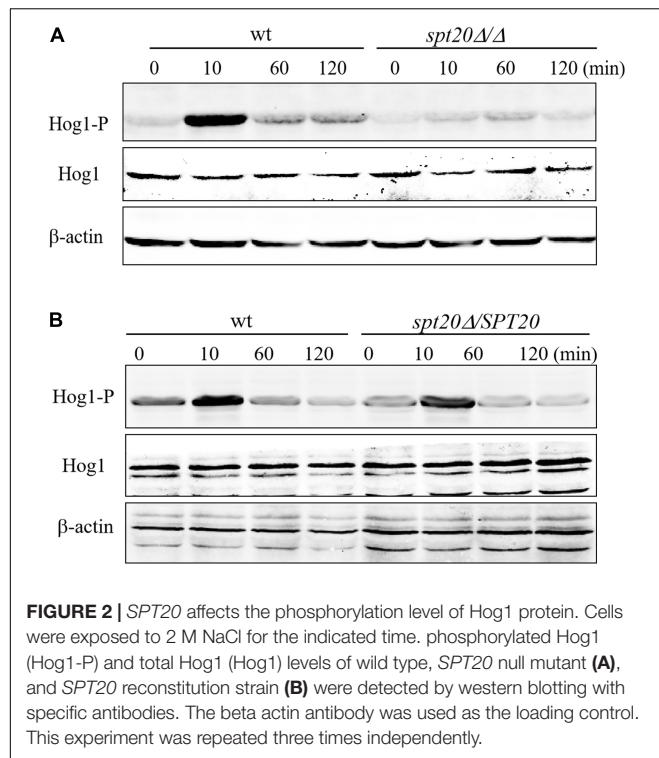 A
wt spt20Δ/Δ
0 10 60 120 0 10 60 120 (min)
Hog1-P
Hog1
β-actin
B
wt spt20Δ/SPT20
0 10 60 120 0 10 60 120 (min)
Hog1-P
Hog1
β-actin
FIGURE 2 | SPT20 affects the phosphorylation level of Hog1 protein. Cells
were exposed to 2 M NaCl for the indicated time. phosphorylated Hog1
(Hog1-P) and total Hog1 (Hog1) levels of wild type, SPT20 null mutant (A),
and SPT20 reconstitution strain (B) were detected by western blotting with
specific antibodies. The beta actin antibody was used as the loading control.
This experiment was repeated three times independently.